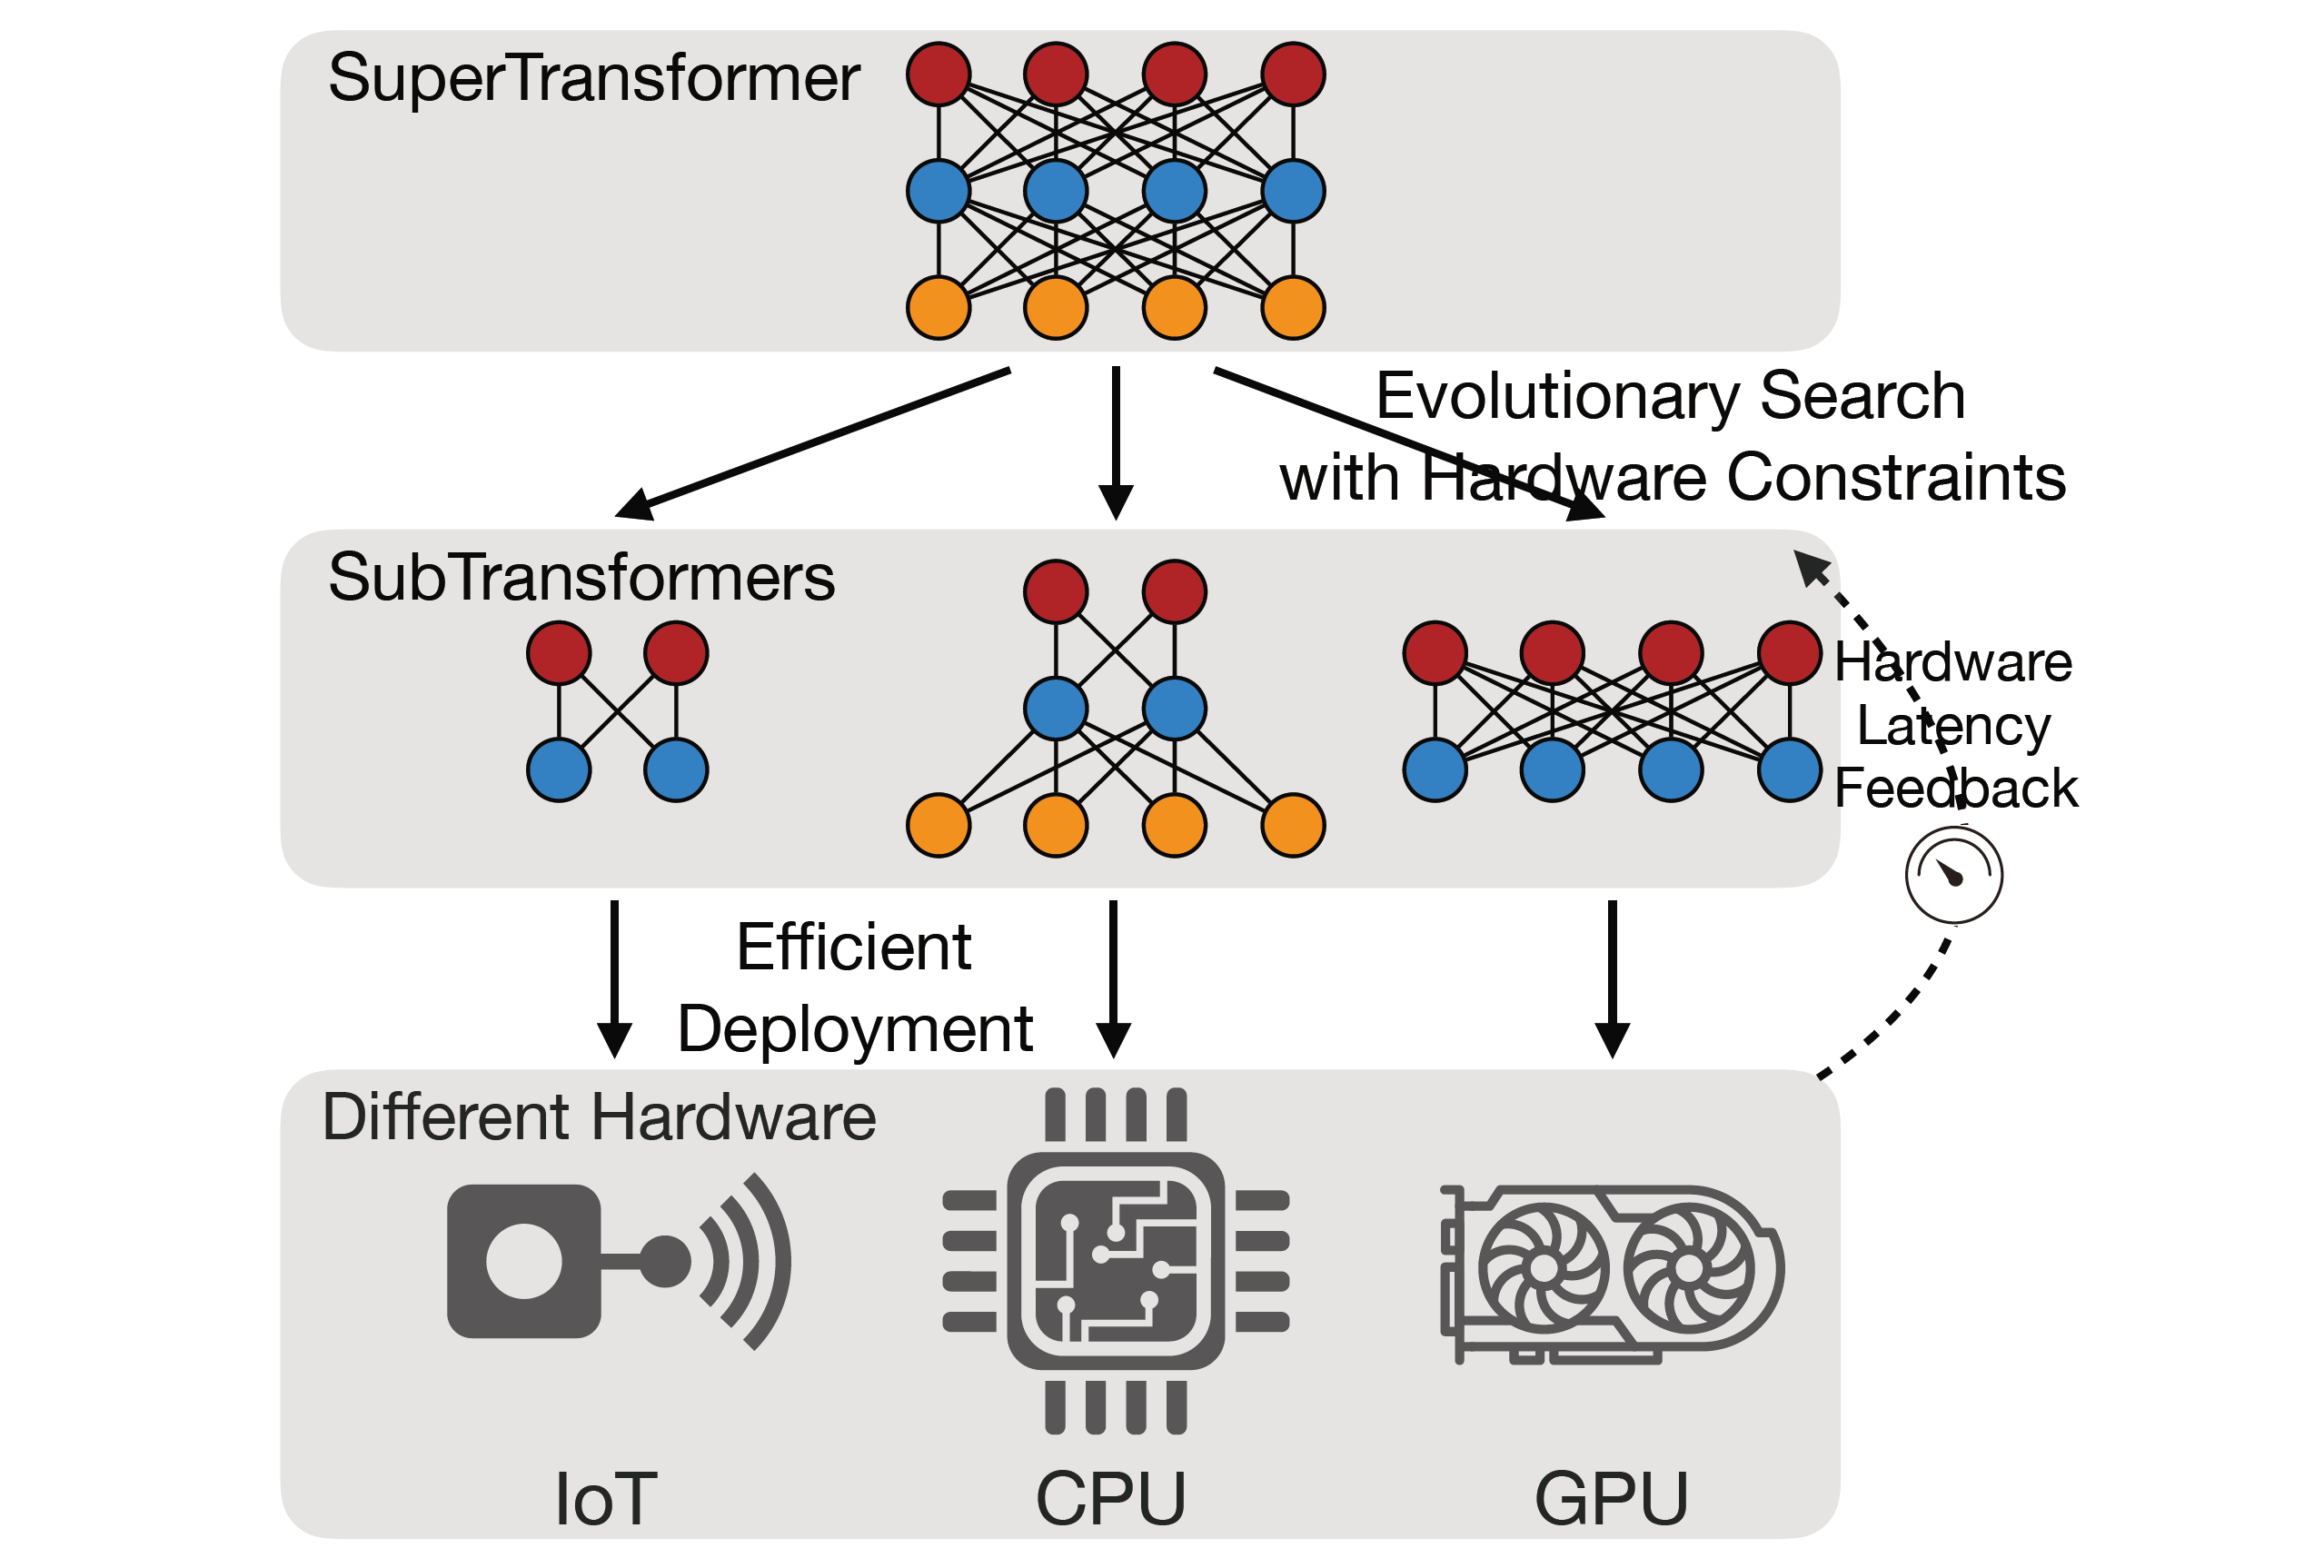 SuperTransformer
Evolutionary Search
with Hardware Constraints
SubTransformers
Hardware
Latency
Feedback
Efficient
Deployment
Different Hardware
IoT
CPU
GPU